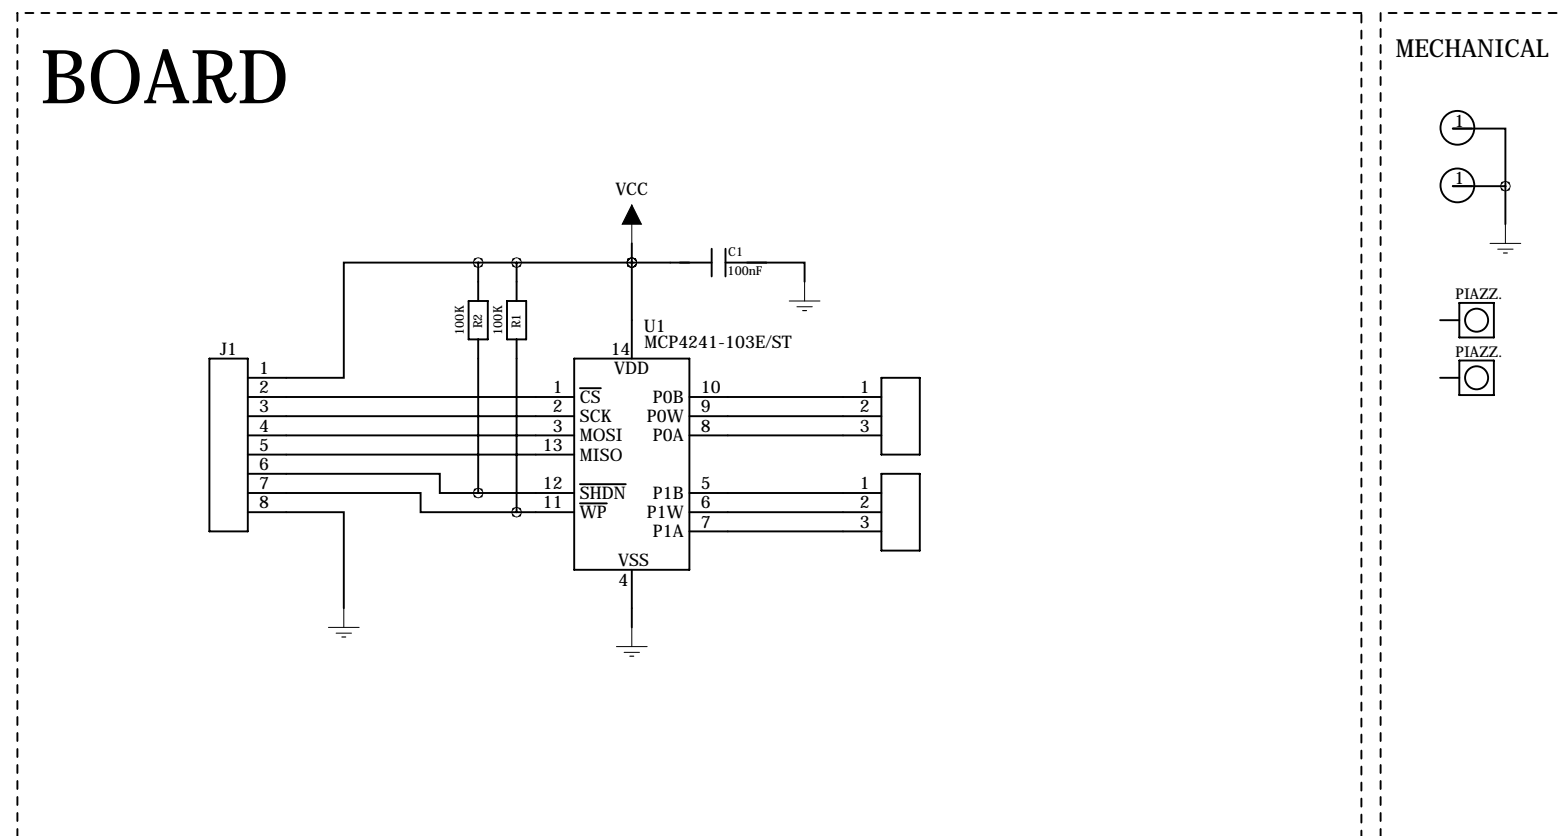 BOARD
MECHANICAL
1
1
VCC
C1
100nF
PIAZZ.
PIAZZ.
100K
R2
100K
R1
U1
MCP4241-103E/ST
J1
1
2
3
4
5
6
7
8
14
VDD
1 CS
2 SCK
3 MOSI
13 MISO
12 SHDN
11 WP
P0B 10
P0W 9
P0A 8
P1B 5
P1W 6
P1A 7
VSS
4
1
2
3
1
2
3